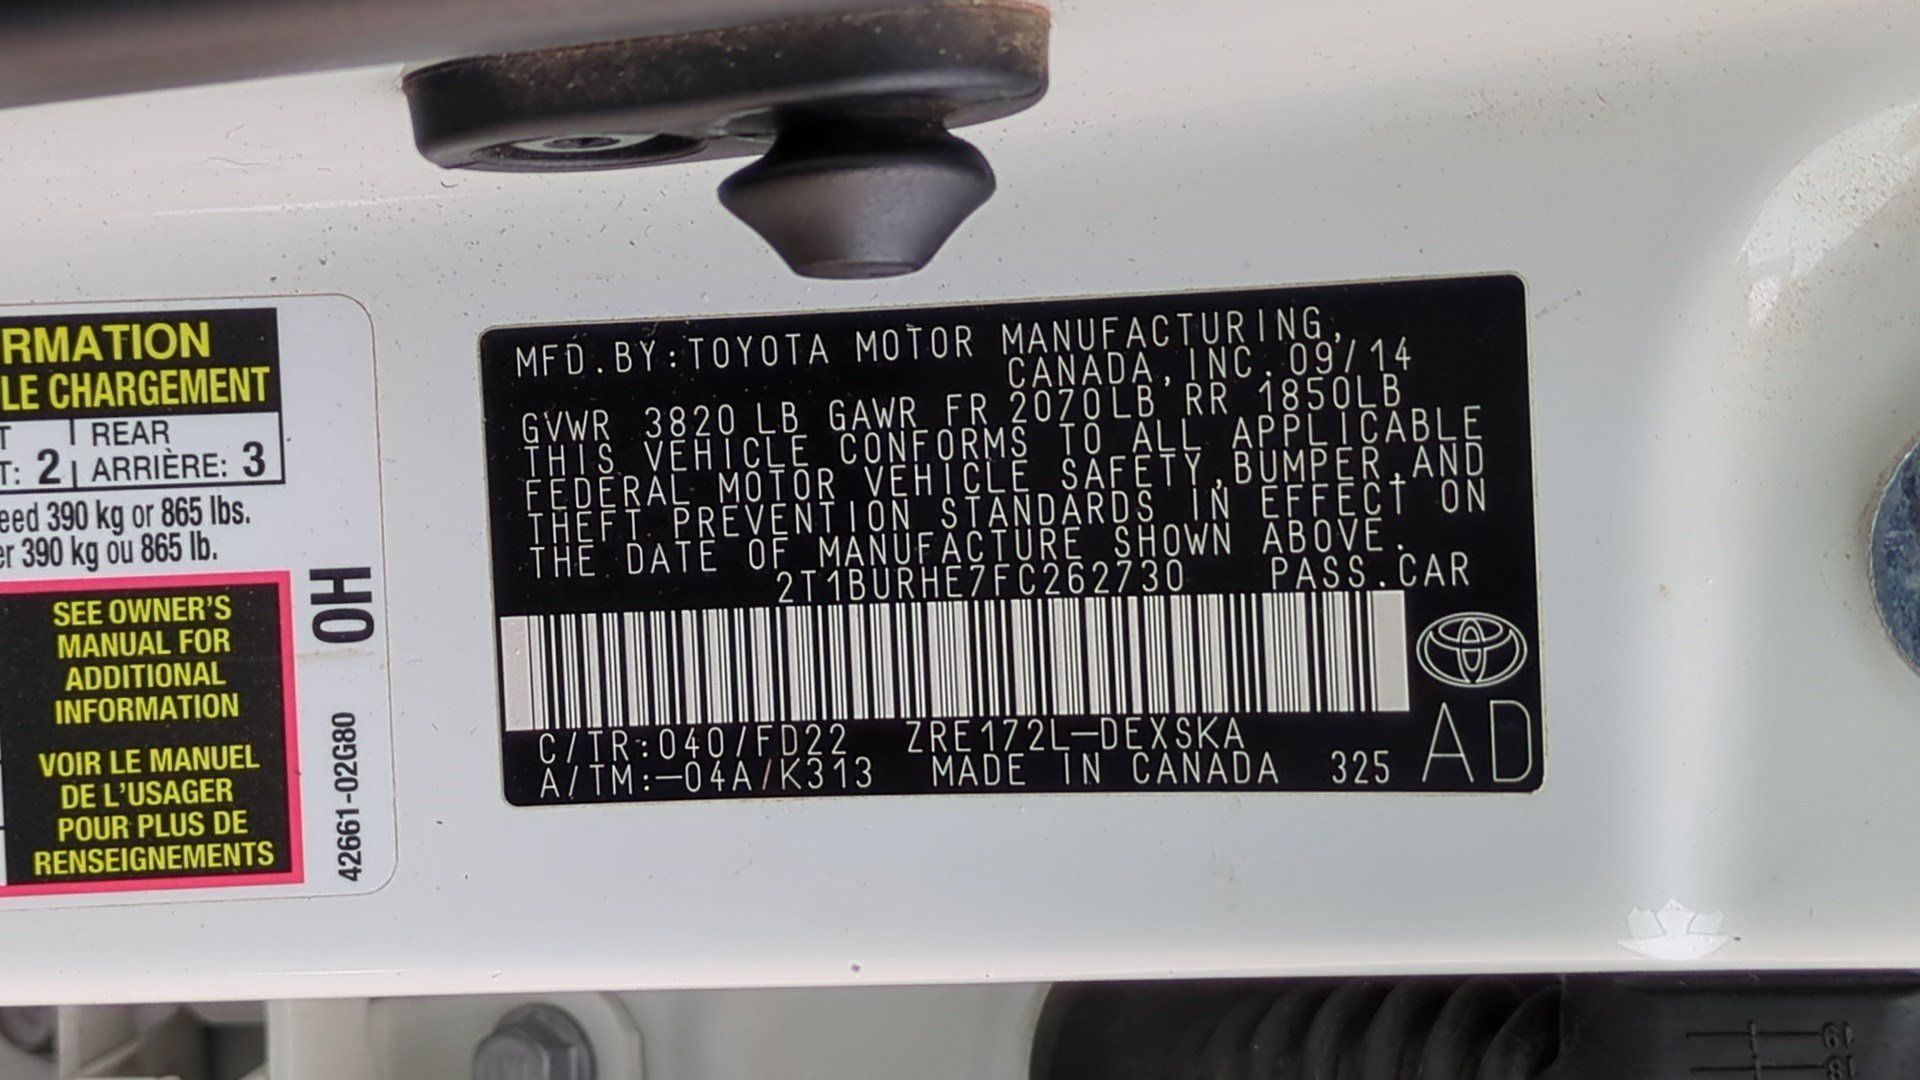 RMATION
LE CHARGEMENT
T REAR
T: 2 ARRIÈRE: 3
eed 390 kg or 865 lbs.
er 390 kg ou 865 lb.
SEE OWNER'S
MANUAL FOR
ADDITIONAL
INFORMATION
VOIR LE MANUEL
DE L'USAGER
POUR PLUS DE
RENSEIGNEMENTS
0H
42661-02G80
MFD.BY:TOYOTA MOTOR MANUFACTURING,
CANADA,INC.09/14
GVWR 3820LB GAWR FR 2070LB RR 1850LB
THIS VEHICLE CONFORMS TO ALL APPLICABLE
FEDERAL MOTOR VEHICLE SAFETY,BUMPER,AND
THEFT PREVENTION STANDARDS IN EFFECT ON
THE DATE OF MANUFACTURE SHOWN ABOVE.
2T1BURHE7FC262730 PASS.CAR
C/TR:040/FD22 ZRE172L-DEXSKA
A/TM:-04A/K313 MADE IN CANADA 325
AD